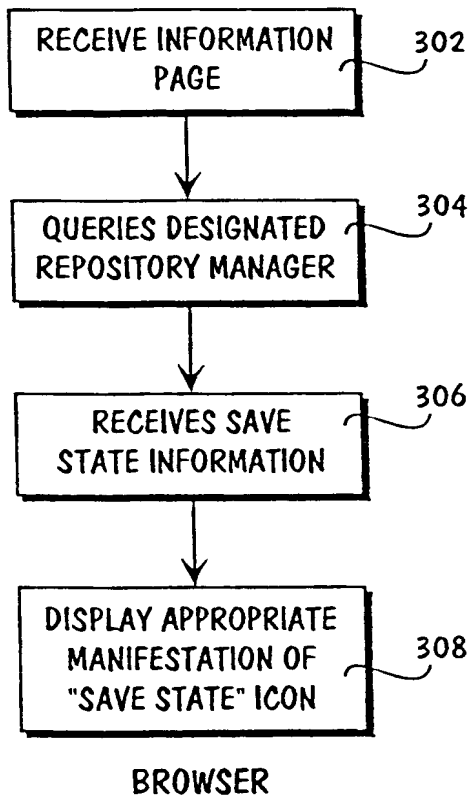 RECEIVE INFORMATION
PAGE
302
QUERIES DESIGNATED
REPOSITORY MANAGER
304
RECEIVES SAVE
STATE INFORMATION
306
DISPLAY APPROPRIATE
MANIFESTATION OF
"SAVE STATE" ICON
308
BROWSER